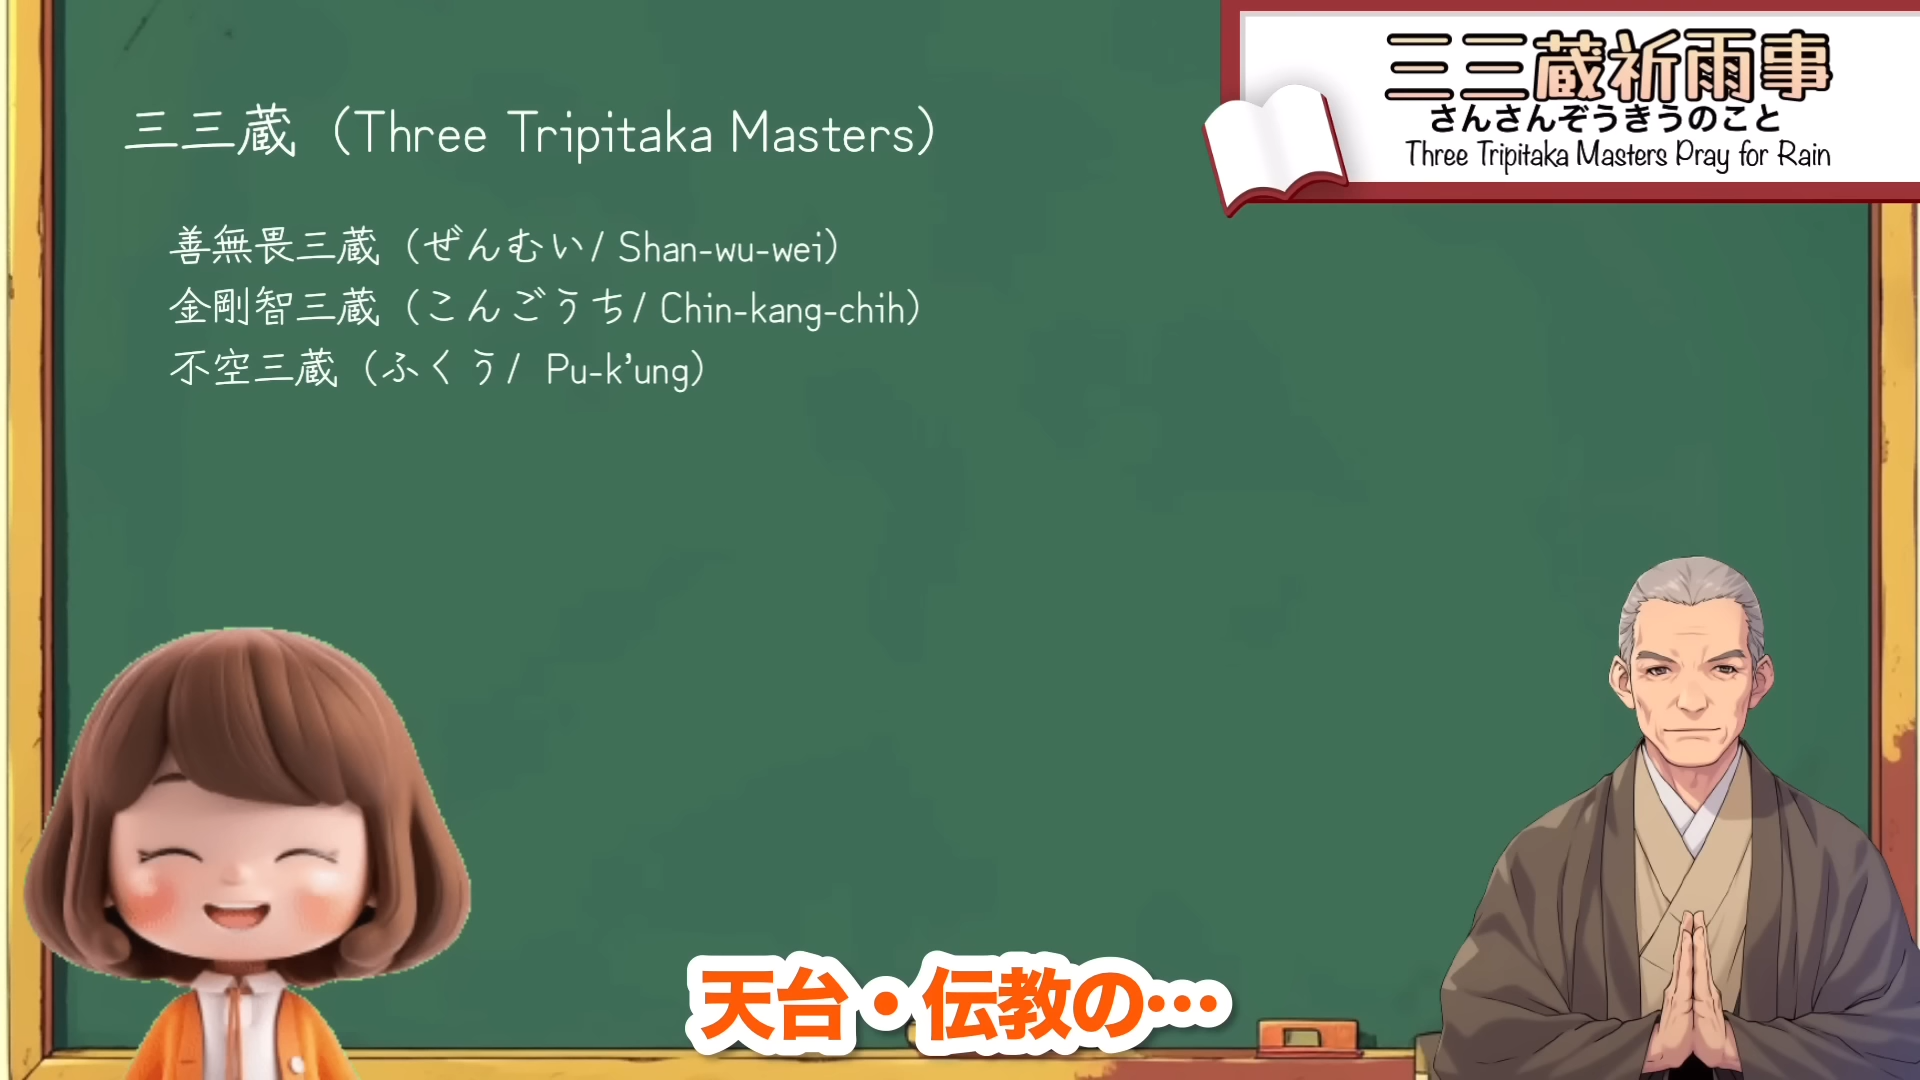 三三蔵祈雨事
さんさんぞうきうのこと
Three Tripitaka Masters Pray for Rain
三三蔵（Three Tripitaka Masters）
善無畏三蔵（ぜんむい/ Shan-wu-wei）
金剛智三蔵（こんごうち/ Chin-kang-chih）
不空三蔵（ふくう/ Pu-k’ung）
天台・伝教の…